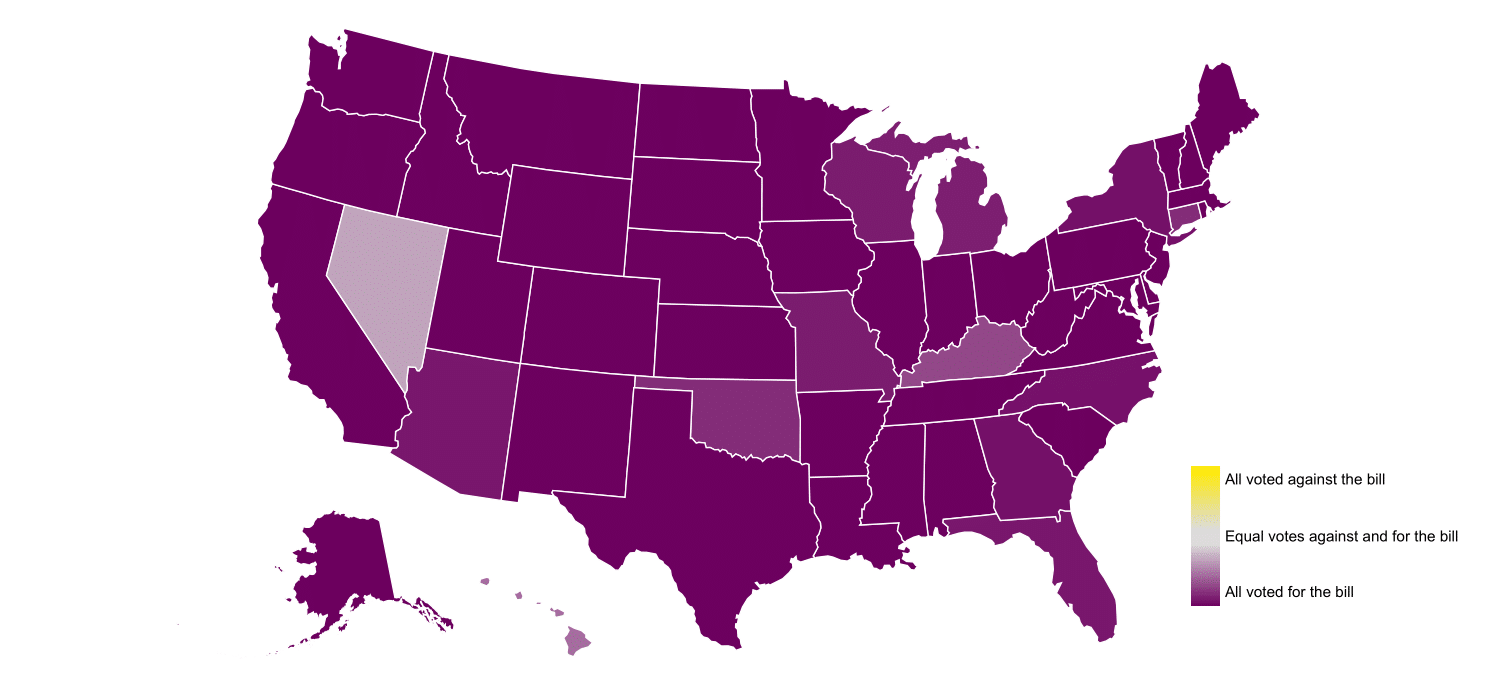 All voted against the bill
Equal votes against and for the bill
All voted for the bill